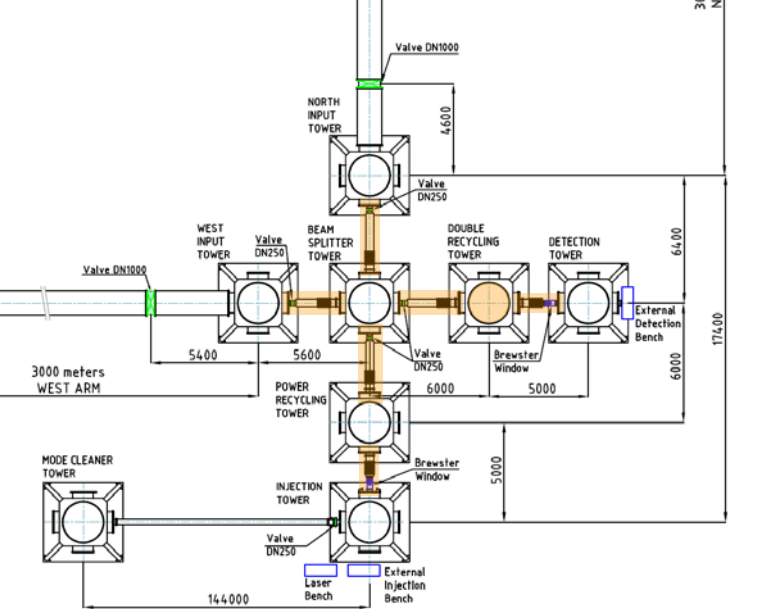 30
N
Valve DN1000
NORTH
INPUT
TOWER
4600
Valve
DN250
WEST
INPUT
TOWER
Valve
DN250
BEAM
SPLITTER
TOWER
DOUBLE
RECYCLING
TOWER
DETECTION
TOWER
6400
Valve DN1000
External
Detection
Bench
17400
5400
5600
Valve
DN250
Brewster
Window
3000 meters
WEST ARM
POWER
RECYCLING
TOWER
6000
5000
6000
MODE CLEANER
TOWER
INJECTION
TOWER
Brewster
Window
5000
Valve
DN250
Laser
Bench
External
Injection
Bench
144000